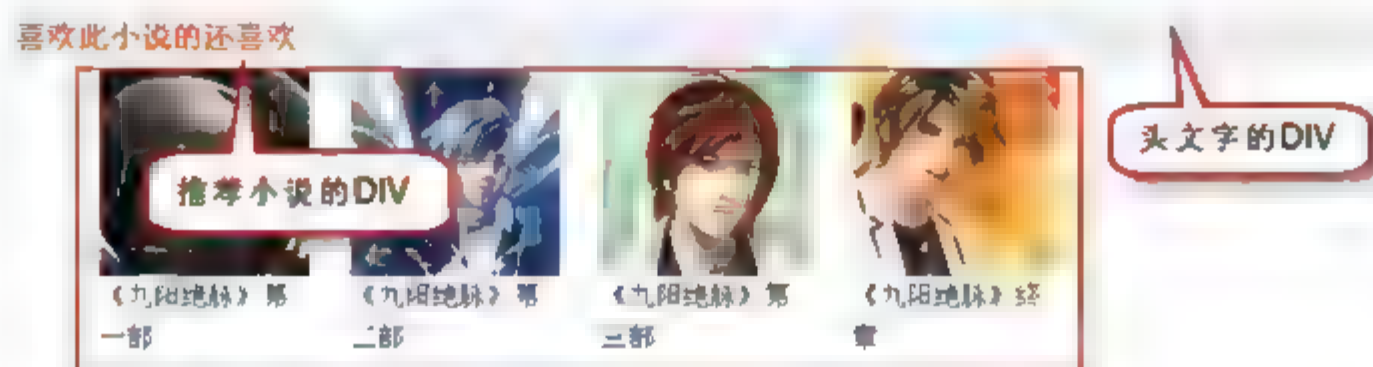 喜欢此小说的还喜欢
头文字的DIV
推荐小说的DIV
《九阳绝脉》第
一部
《九阳绝脉》第
二部
《九阳绝脉》第
三部
《九阳绝脉》终
章